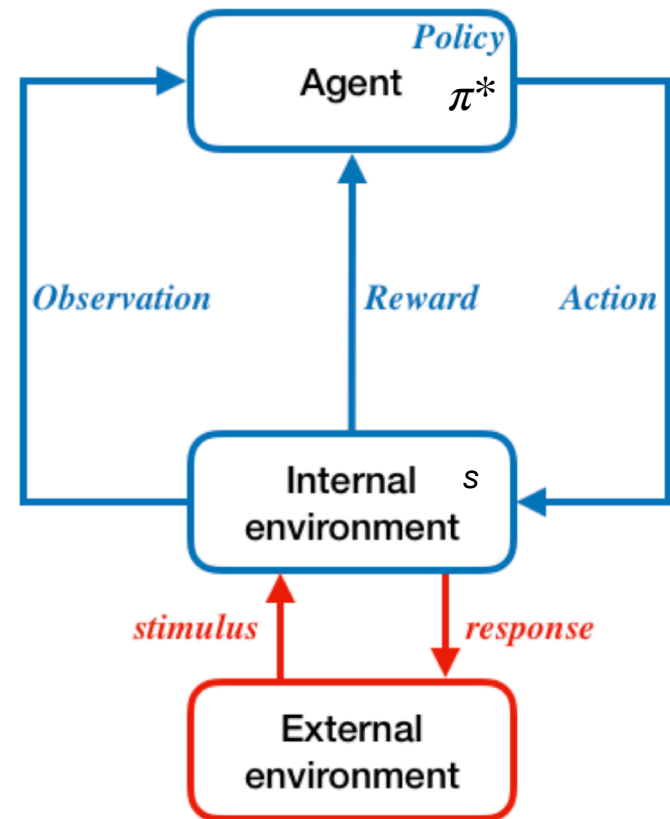 Policy
Agent
π*
Observation
Reward
Action
Internal
s
environment
stimulus
response
External
environment